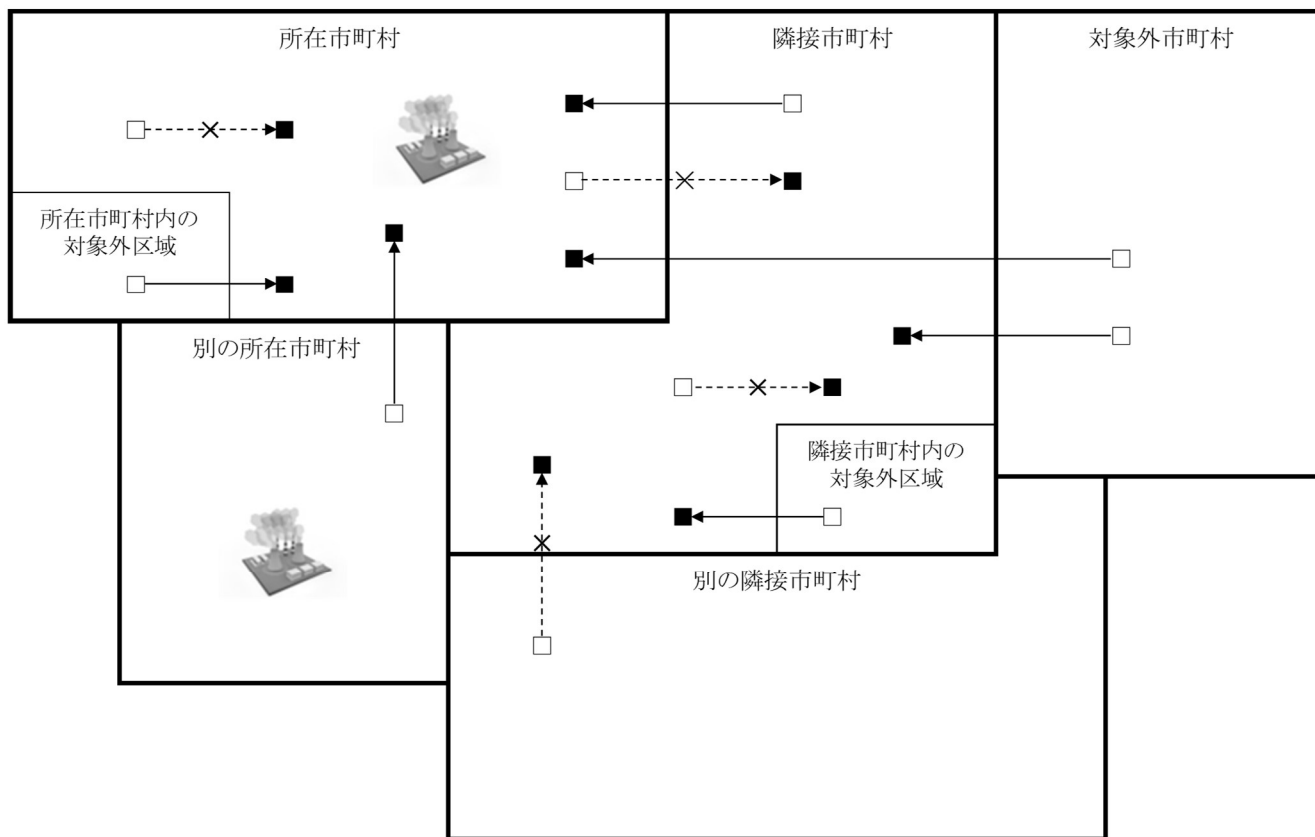 所在市町村
隣接市町村
対象外市町村
所在市町村内の
対象外区域
別の所在市町村
隣接市町村内の
対象外区域
別の隣接市町村